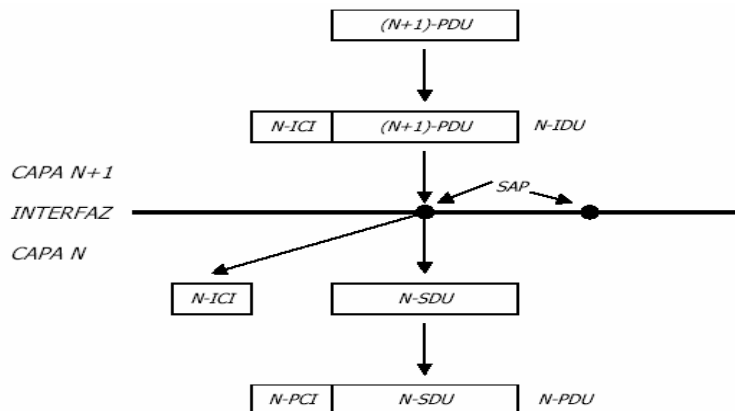 (N+1)-PDU
N-ICI (N+1)-PDU N-IDU
CAPA N+1
SAP
INTERFAZ
CAPA N
N-ICI N-SDU
N-PCI N-SDU N-PDU